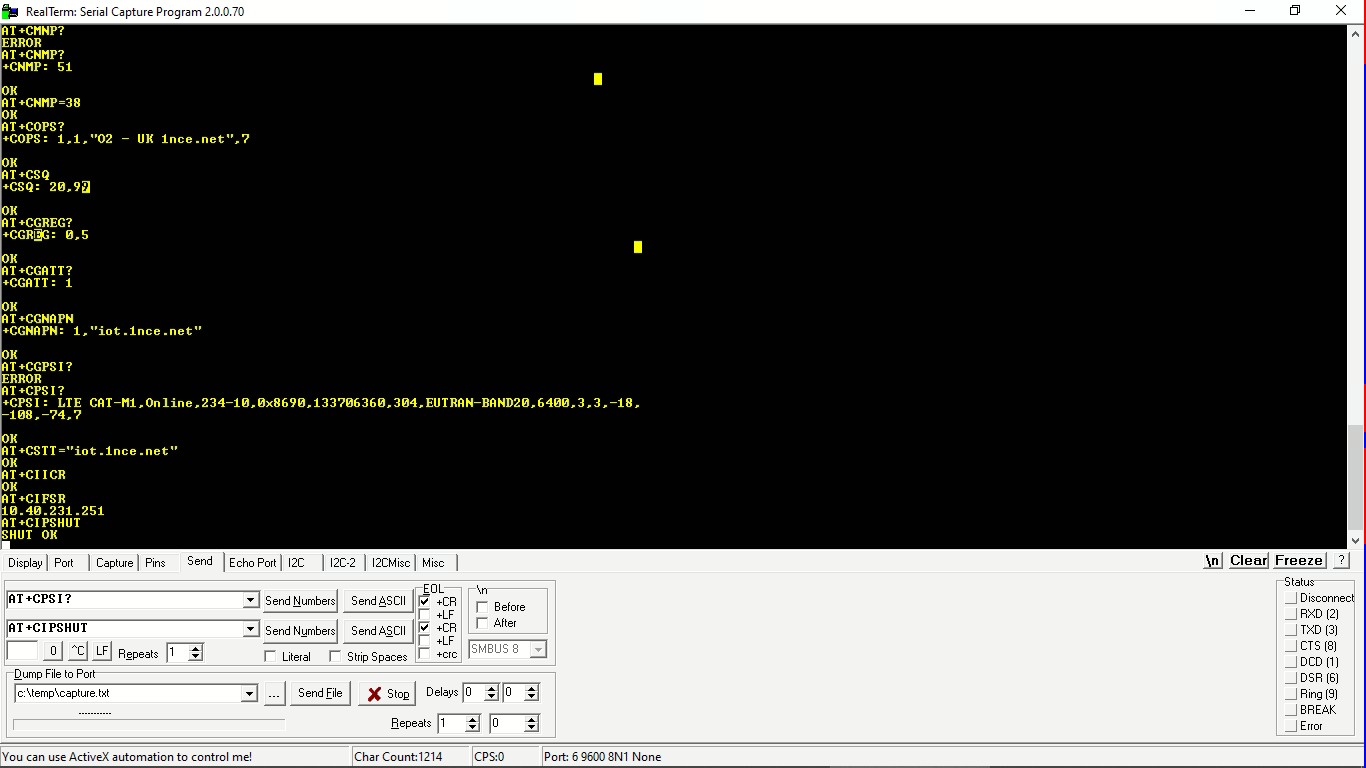 RealTerm: Serial Capture Program 2.0.0.70
AT+CMNP?
ERROR
AT+CNMP?
+CNMP: 51
OK
AT+CNMP=38
OK
AT+COPS?
+COPS: 1,1,"O2 - UK 1nce.net",7
OK
AT+CSQ
+CSQ: 20,99
OK
AT+CGREG?
+CGREG: 0,5
OK
AT+CGATT?
+CGATT: 1
OK
AT+CGNAPN
+CGNAPN: 1,"iot.1nce.net"
OK
AT+CGPSI?
ERROR
AT+CPSI?
+CPSI: LTE CAT-M1,Online,234-10,0x8690,133706360,304,EUTRAN-BAND20,6400,3,3,-18,
-108,-74,7
OK
AT+CSTT="iot.1nce.net"
OK
AT+CIICR
OK
AT+CIFSR
10.40.231.251
AT+CIPSHUT
SHUT OK
Display Port Capture Pins Send Echo Port I2C I2C-2 I2CMisc Misc \n Clear Freeze ?
AT+CPSI? Send Numbers Send ASCII
AT+CIPSHUT Send Numbers Send ASCII
0 ^C LF Repeats 1 Literal Strip Spaces
EOL
+CR
+LF
+CR
+LF
+crc
\n
Before
After
SMBUS 8
Dump File to Port
c:\temp\capture.txt ... Send File Stop Delays 0 0
Repeats 1 0
Status
Disconnect
RXD (2)
TXD (3)
CTS (8)
DCD (1)
DSR (6)
Ring (9)
BREAK
Error
You can use ActiveX automation to control me! Char Count:1214 CPS:0 Port: 6 9600 8N1 None